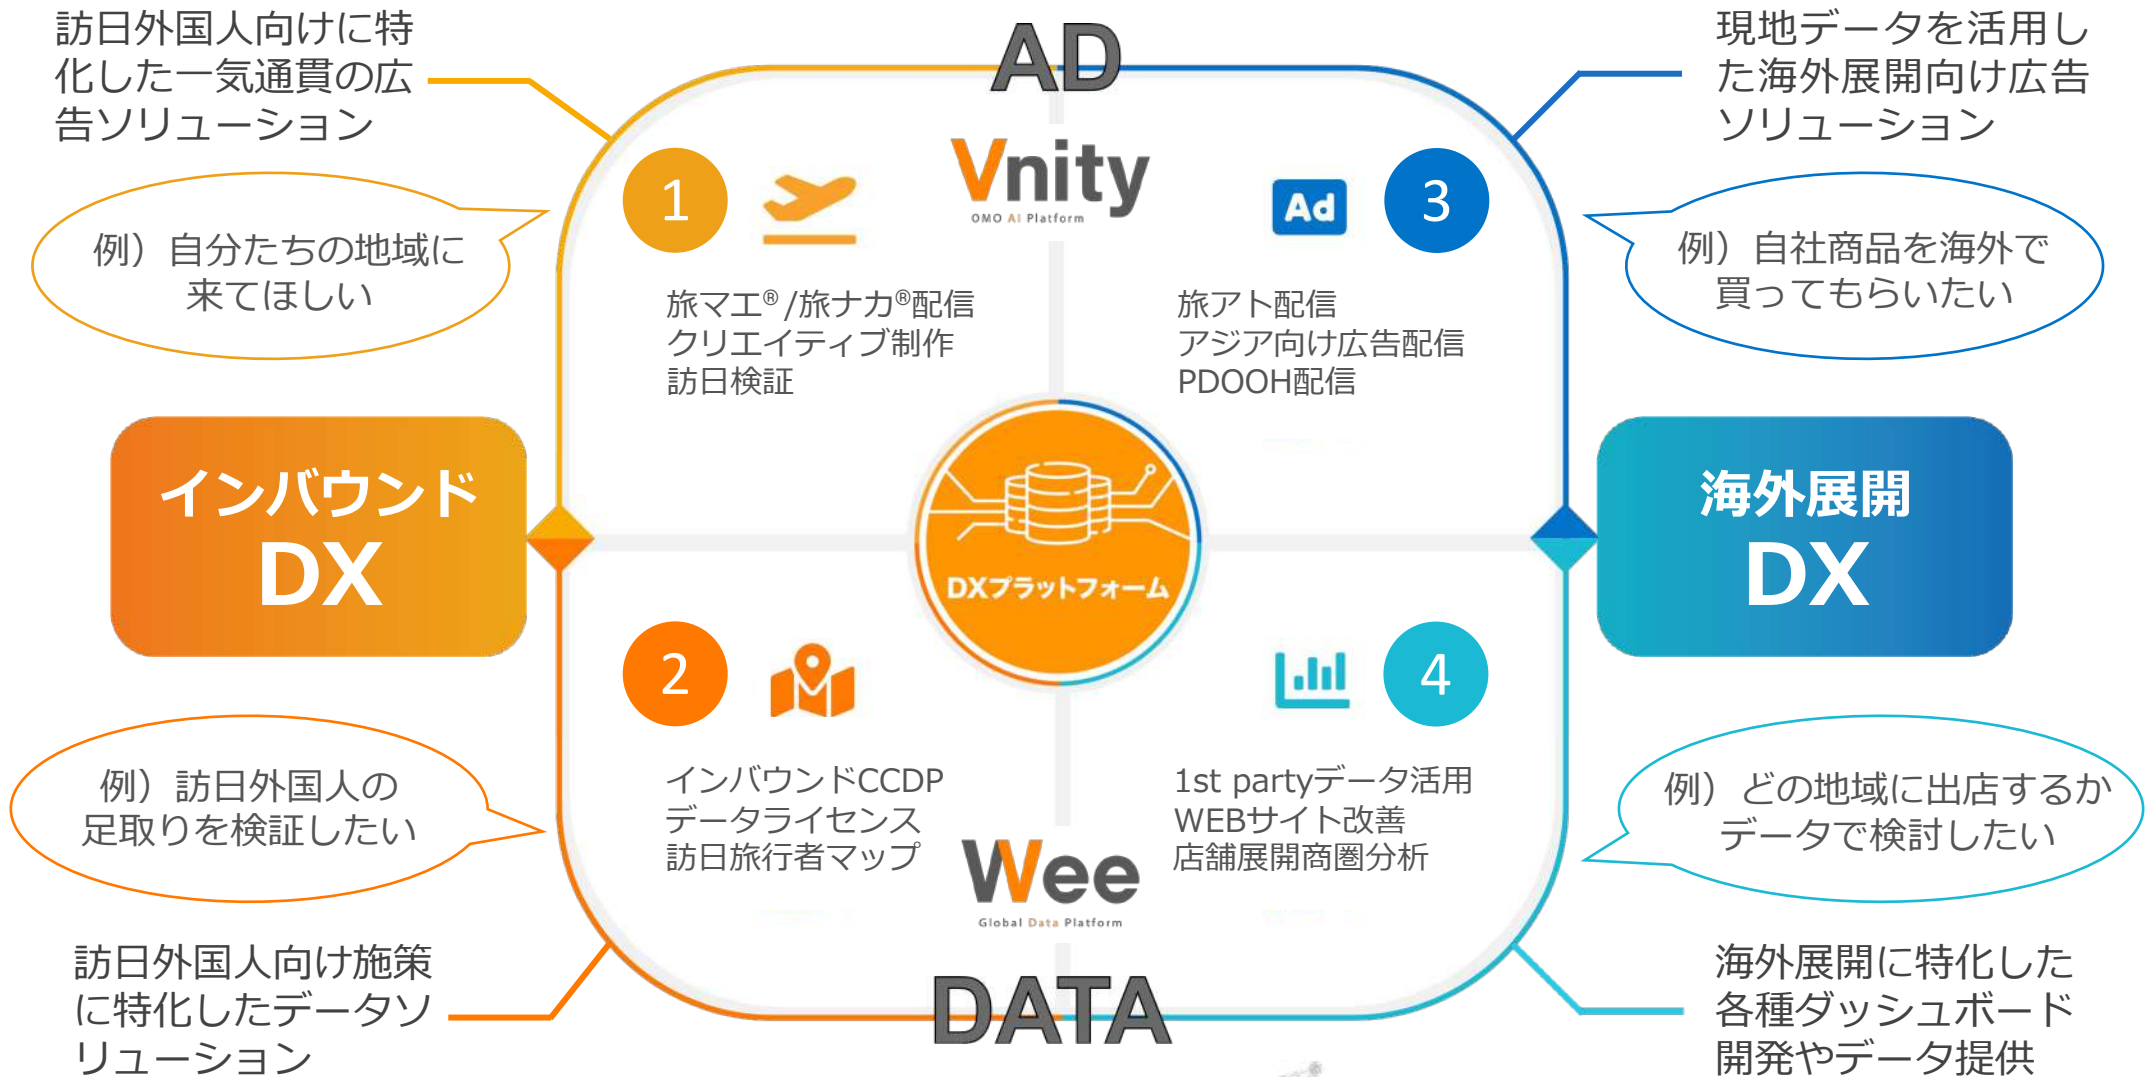 訪日外国人向けに特
化した一気通貫の広
告ソリューション
AD
現地データを活用し
た海外展開向け広告
ソリューション
例）自分たちの地域に
来てほしい
1
Vnity
OMO AI Platform
Ad
3
例）自社商品を海外で
買ってもらいたい
旅マエ®/旅ナカ®配信
クリエイティブ制作
訪日検証
旅アト配信
アジア向け広告配信
PDOOH配信
インバウンド
DX
DXプラットフォーム
海外展開
DX
2
4
例）訪日外国人の
足取りを検証したい
インバウンドCCDP
データライセンス
訪日旅行者マップ
1st partyデータ活用
WEBサイト改善
店舗展開商圏分析
例）どの地域に出店するか
データで検討したい
Wee
Global Data Platform
訪日外国人向け施策
に特化したデータソ
リューション
DATA
海外展開に特化した
各種ダッシュボード
開発やデータ提供